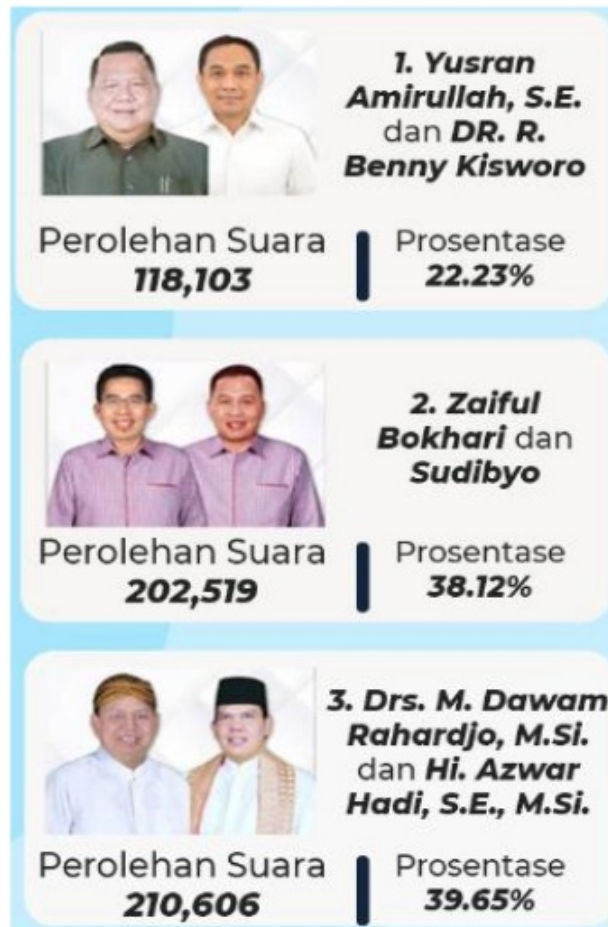 1. Yusran
Amirullah, S.E.
dan DR. R.
Benny Kisworo
Perolehan Suara
118,103
Prosentase
22.23%
2. Zaiful
Bokhari dan
Sudibyo
Perolehan Suara
202,519
Prosentase
38.12%
3. Drs. M. Dawam
Rahardjo, M.Si.
dan Hi. Azwar
Hadi, S.E., M.Si.
Perolehan Suara
210,606
Prosentase
39.65%